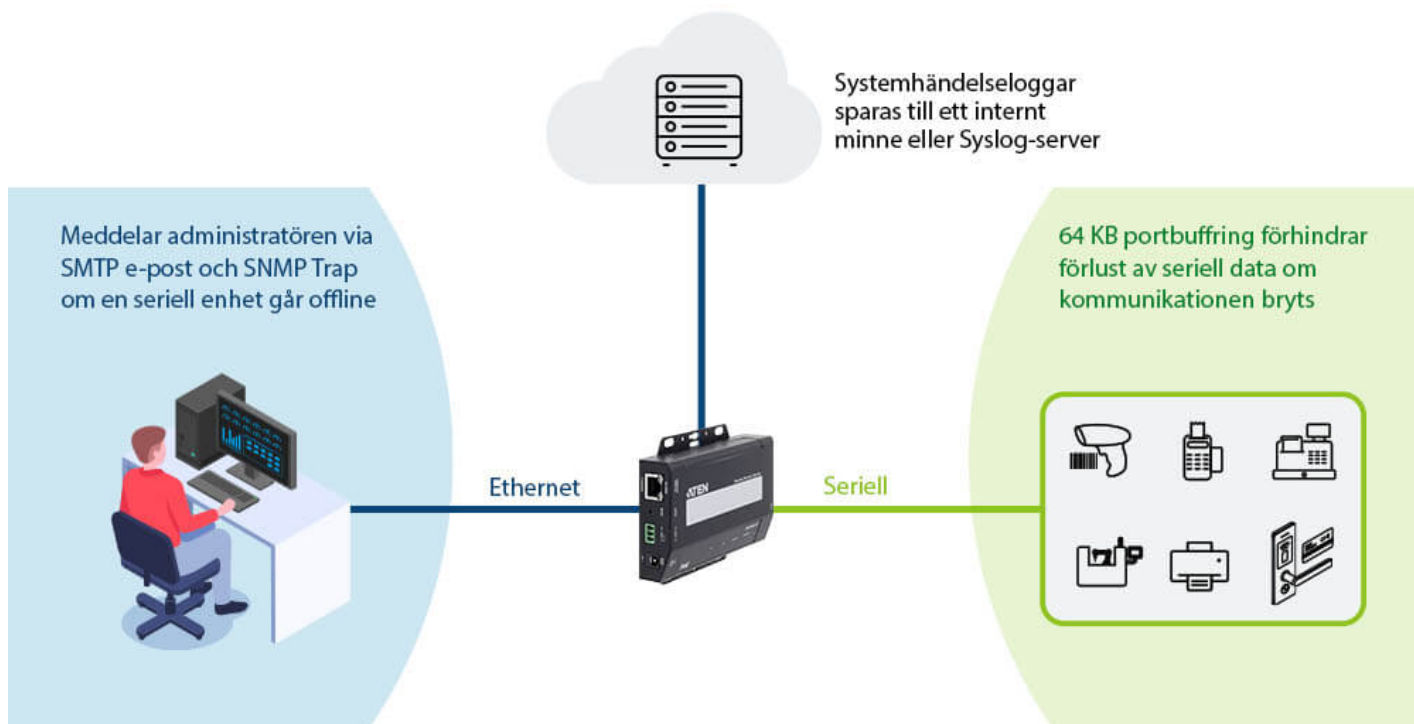 Systemhändelseloggar
sparas till ett internt
minne eller Syslog-server
Meddelar administratören via
SMTP e-post och SNMP Trap
om en seriell enhet går offline
64 KB portbuffring förhindrar
förlust av seriell data om
kommunikationen bryts
Ethernet
ATEN
Seriell